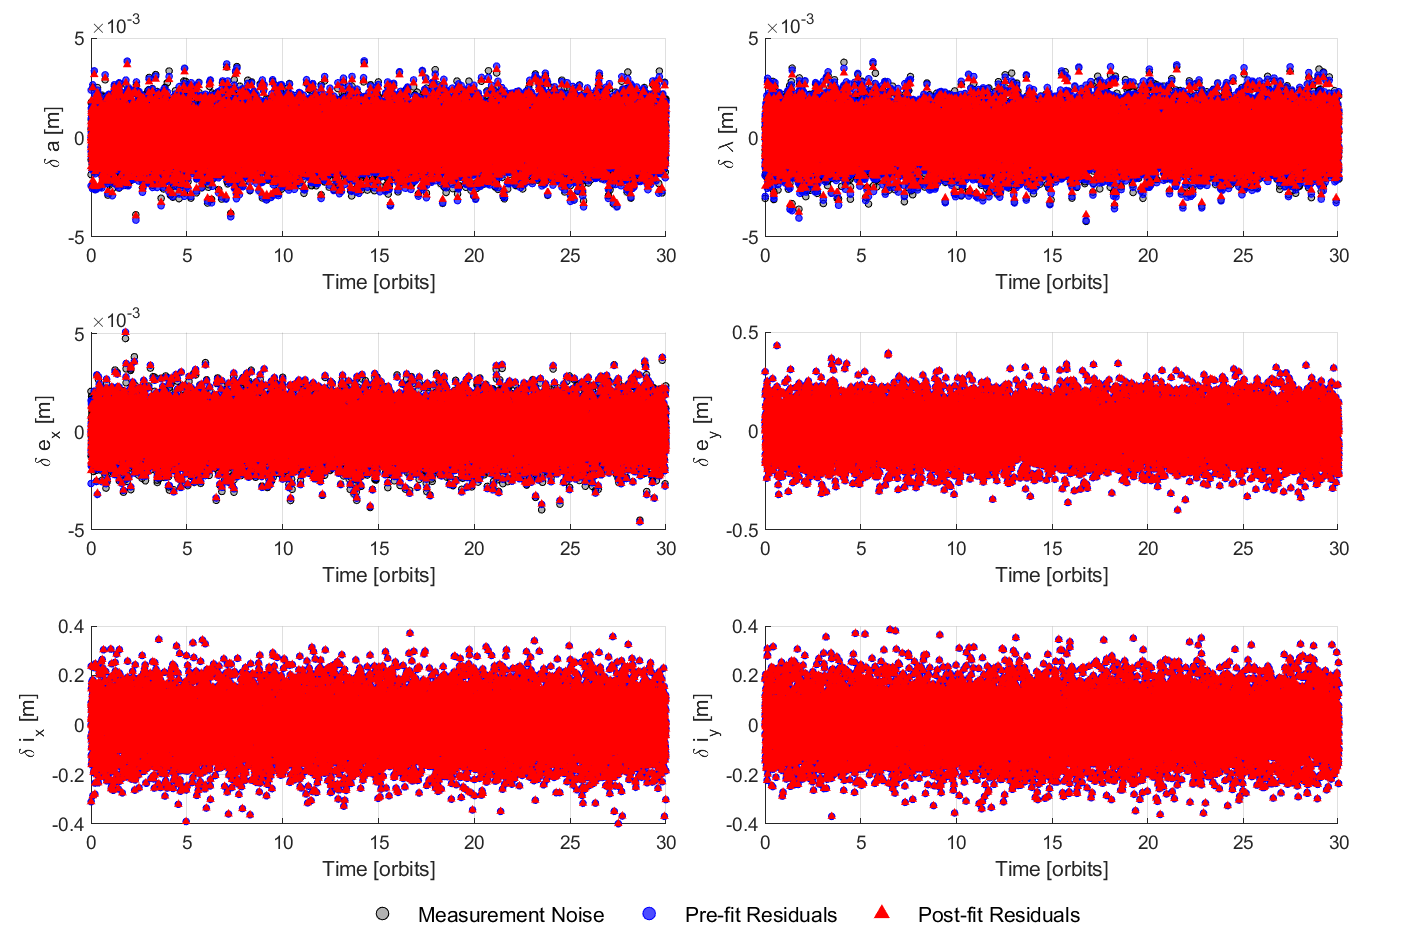 ×10^-3
5
0
-5
δ a [m]
0 5 10 15 20 25 30
Time [orbits]
×10^-3
5
0
-5
δ λ [m]
0 5 10 15 20 25 30
Time [orbits]
×10^-3
5
0
-5
δ e_x [m]
0 5 10 15 20 25 30
Time [orbits]
0.5
0
-0.5
δ e_y [m]
0 5 10 15 20 25 30
Time [orbits]
0.4
0.2
0
-0.2
-0.4
δ i_x [m]
0 5 10 15 20 25 30
Time [orbits]
0.4
0.2
0
-0.2
-0.4
δ i_y [m]
0 5 10 15 20 25 30
Time [orbits]
Measurement Noise Pre-fit Residuals Post-fit Residuals